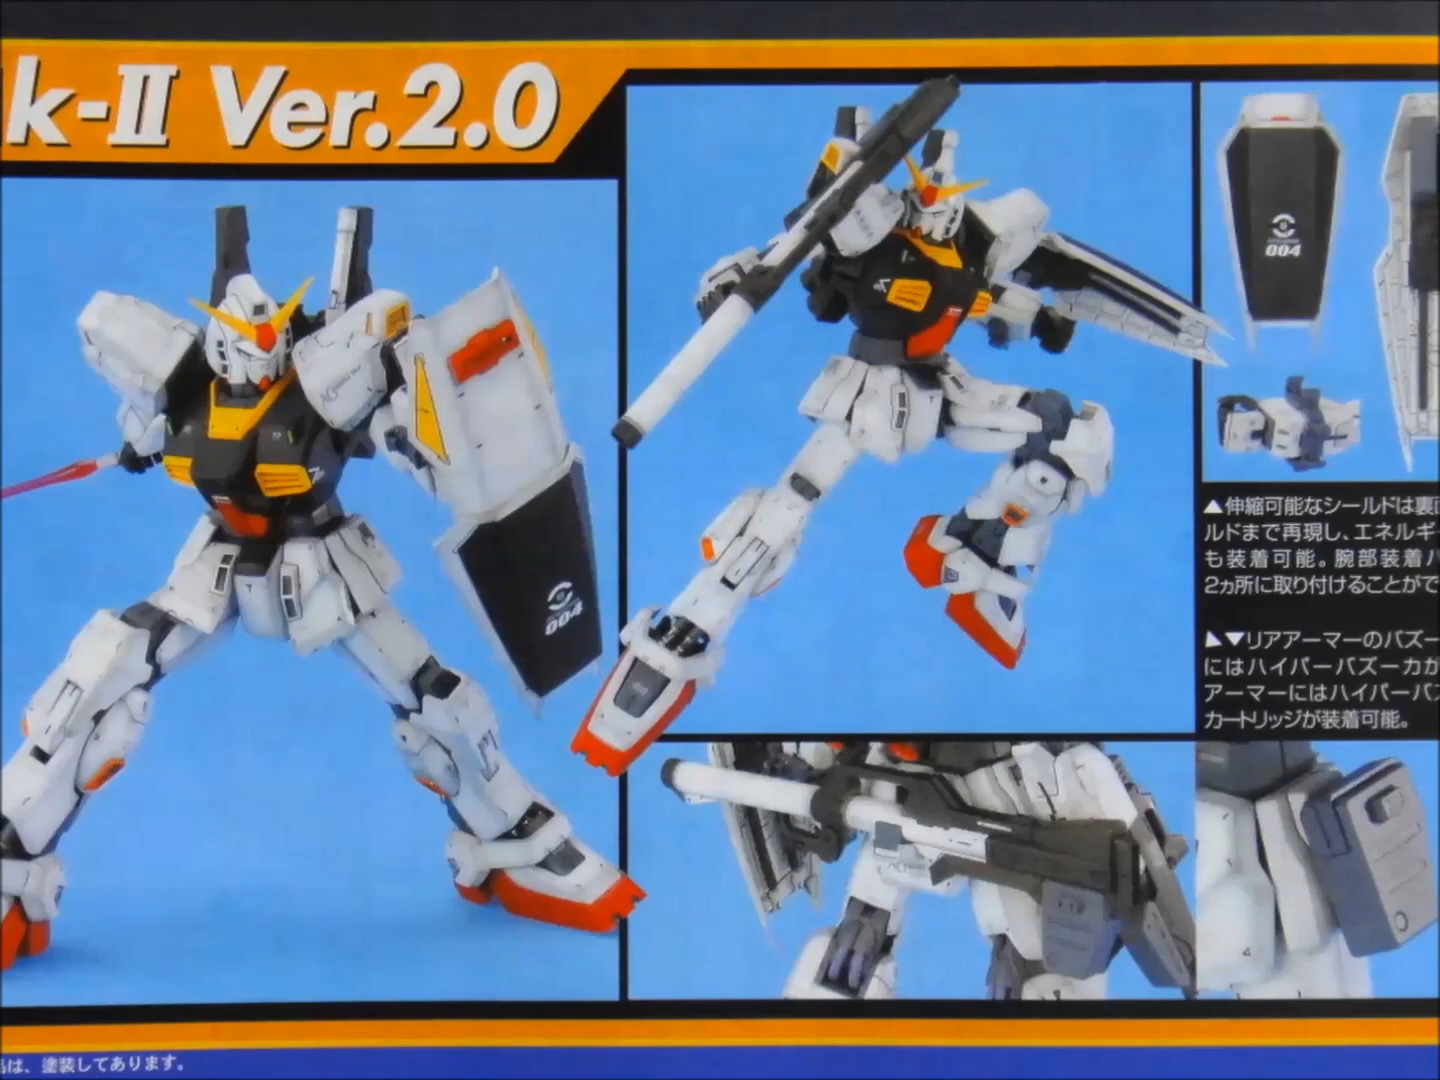 k-II Ver.2.0
004
004
▲伸縮可能なシールドは裏
ルドまで再現し、エネルギー
も装着可能。腕部装着
2ヵ所に取り付けることがで
▲▼リアアーマーのバズー
にはハイパーバズーカが
アーマーにはハイパーバ
カートリッジが装着可能。
は、塗装してあります。